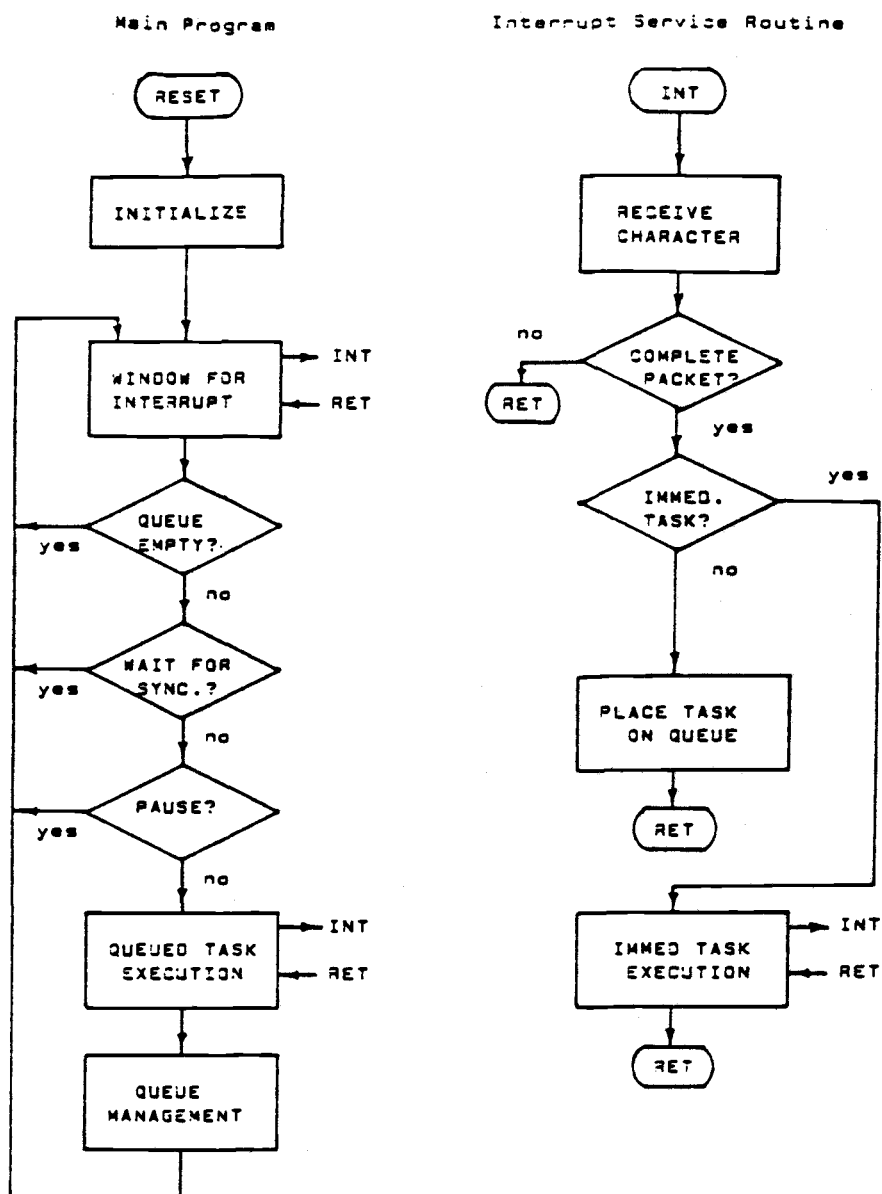 Main Program
RESET
INITIALIZE
WINDOW FOR
INTERRUPT
INT
RET
QUEUE
EMPTY?
yes
no
WAIT FOR
SYNC.?
yes
no
PAUSE?
yes
no
QUEUED TASK
EXECUTION
INT
RET
QUEUE
MANAGEMENT
Interrupt Service Routine
INT
RECEIVE
CHARACTER
COMPLETE
PACKET?
no
RET
yes
IMMED.
TASK?
yes
no
PLACE TASK
ON QUEUE
RET
IMMED TASK
EXECUTION
INT
RET
RET